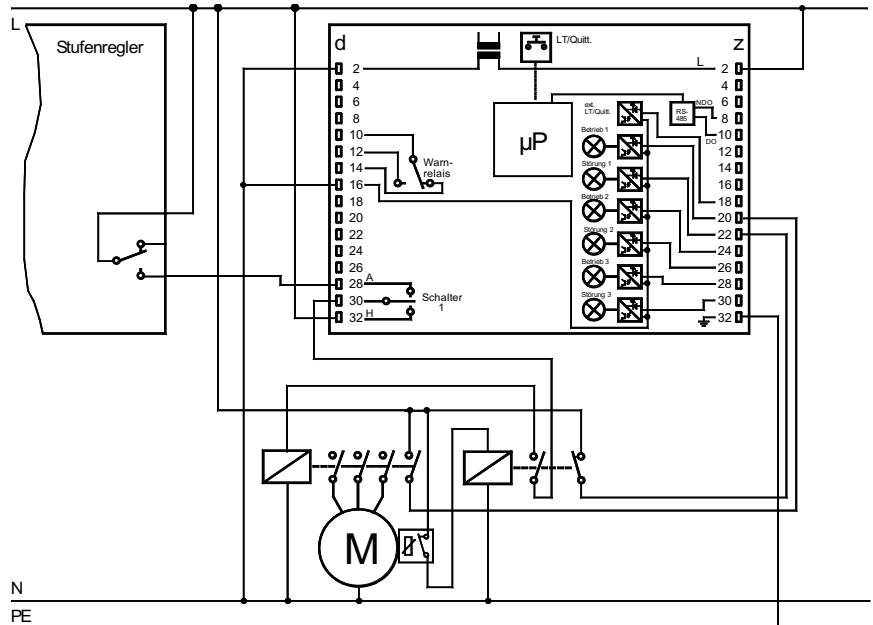 L
Stufenregler
d
z
LT/Quitt.
2
L
2
4
4
6
6
8
8
10
10
12
12
14
14
16
16
18
18
20
20
22
22
24
24
26
26
28
28
30
30
32
32
NDO
RS-
485
DO
ext.
LT/Quitt.
µP
Betrieb 1
Störung 1
Betrieb 2
Störung 2
Betrieb 3
Störung 3
Warn-
relais
A
Schalter
1
H
M
N
PE